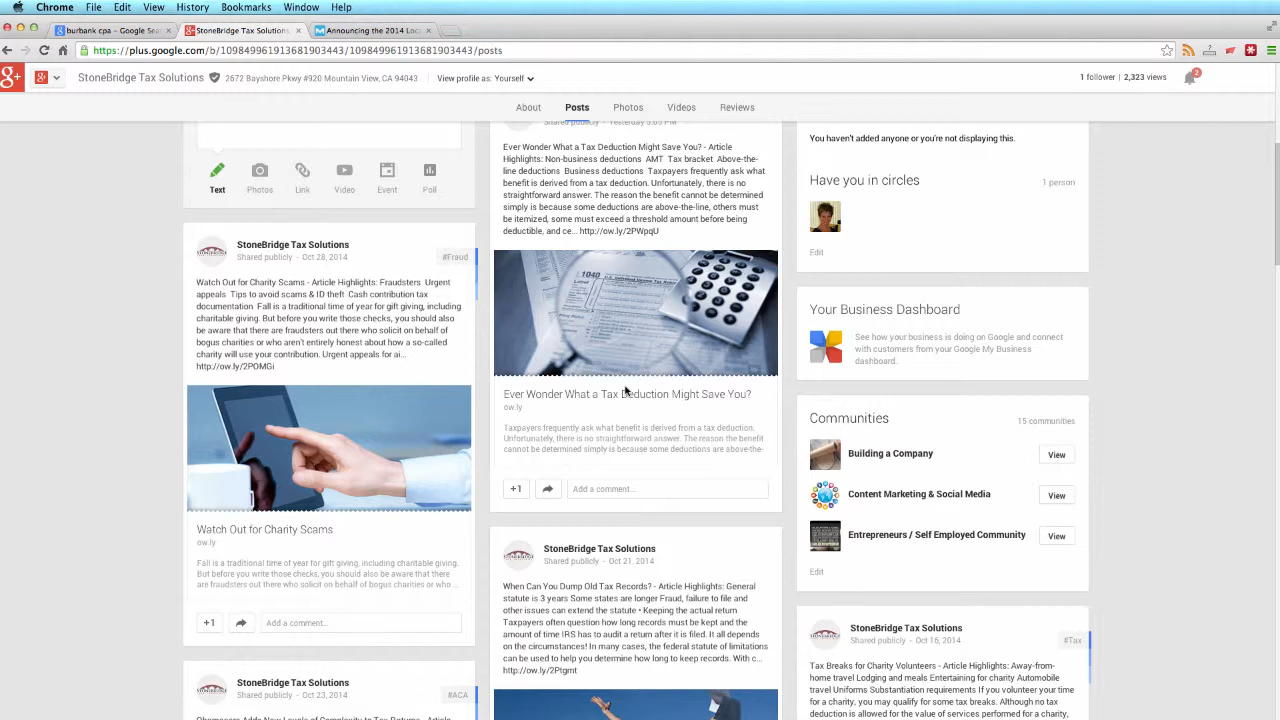 Chrome File Edit View History Bookmarks Window Help
burbank cpa – Google Sea
StoneBridge Tax Solutions,
Announcing the 2014 Loca
https://plus.google.com/b/109849961913681903443/109849961913681903443/posts
StoneBridge Tax Solutions 2672 Bayshore Pkwy #920 Mountain View, CA 94043 View profile as: Yourself 1 follower | 2,323 views 2
About Posts Photos Videos Reviews
Text Photos Link Video Event Poll
StoneBridge Tax Solutions
Shared publicly - Oct 28, 2014
#Fraud
Watch Out for Charity Scams - Article Highlights: Fraudsters Urgent
appeals Tips to avoid scams & ID theft Cash contribution tax
documentation Fall is a traditional time of year for gift giving, including
charitable giving. But before you write those checks, you should also
be aware that there are fraudsters out there who solicit on behalf of
bogus charities or who aren't entirely honest about how a so-called
charity will use your contribution. Urgent appeals for ai...
http://ow.ly/2POMGi
Watch Out for Charity Scams
ow.ly
Fall is a traditional time of year for gift giving, including charitable giving.
But before you write those checks, you should also be aware that there
are fraudsters out there who solicit on behalf of bogus charities or who ...
+1 Add a comment...
StoneBridge Tax Solutions
Shared publicly - Oct 23, 2014
#ACA
Obamacare Adds New Levels of Complexity to Tax Returns - Article
Shared publicly - Yesterday 5:05 PM
Ever Wonder What a Tax Deduction Might Save You? - Article
Highlights: Non-business deductions AMT Tax bracket Above-the-
line deductions Business deductions Taxpayers frequently ask what
benefit is derived from a tax deduction. Unfortunately, there is no
straightforward answer. The reason the benefit cannot be determined
simply is because some deductions are above-the-line, others must
be itemized, some must exceed a threshold amount before being
deductible, and ce... http://ow.ly/2PWpqU
1040
Ever Wonder What a Tax Deduction Might Save You?
ow.ly
Taxpayers frequently ask what benefit is derived from a tax deduction.
Unfortunately, there is no straightforward answer. The reason the benefit
cannot be determined simply is because some deductions are above-the-
+1 Add a comment...
StoneBridge Tax Solutions
Shared publicly - Oct 21, 2014
When Can You Dump Old Tax Records? - Article Highlights: General
statute is 3 years Some states are longer Fraud, failure to file and
other issues can extend the statute • Keeping the actual return
Taxpayers often question how long records must be kept and the
amount of time IRS has to audit a return after it is filed. It all depends
on the circumstances! In many cases, the federal statute of limitations
can be used to help you determine how long to keep records. With c...
http://ow.ly/2Ptgmt
You haven't added anyone or you're not displaying this.
Have you in circles 1 person
Edit
Your Business Dashboard
See how your business is doing on Google and connect
with customers from your Google My Business
dashboard.
Communities 15 communities
Building a Company View
Content Marketing & Social Media View
Entrepreneurs / Self Employed Community View
Edit
StoneBridge Tax Solutions
Shared publicly - Oct 16, 2014
#Tax
Tax Breaks for Charity Volunteers - Article Highlights: Away-from-
home travel Lodging and meals Entertaining for charity Automobile
travel Uniforms Substantiation requirements If you volunteer your time
for a charity, you may qualify for some tax breaks. Although no tax
deduction is allowed for the value of services performed for a charity,